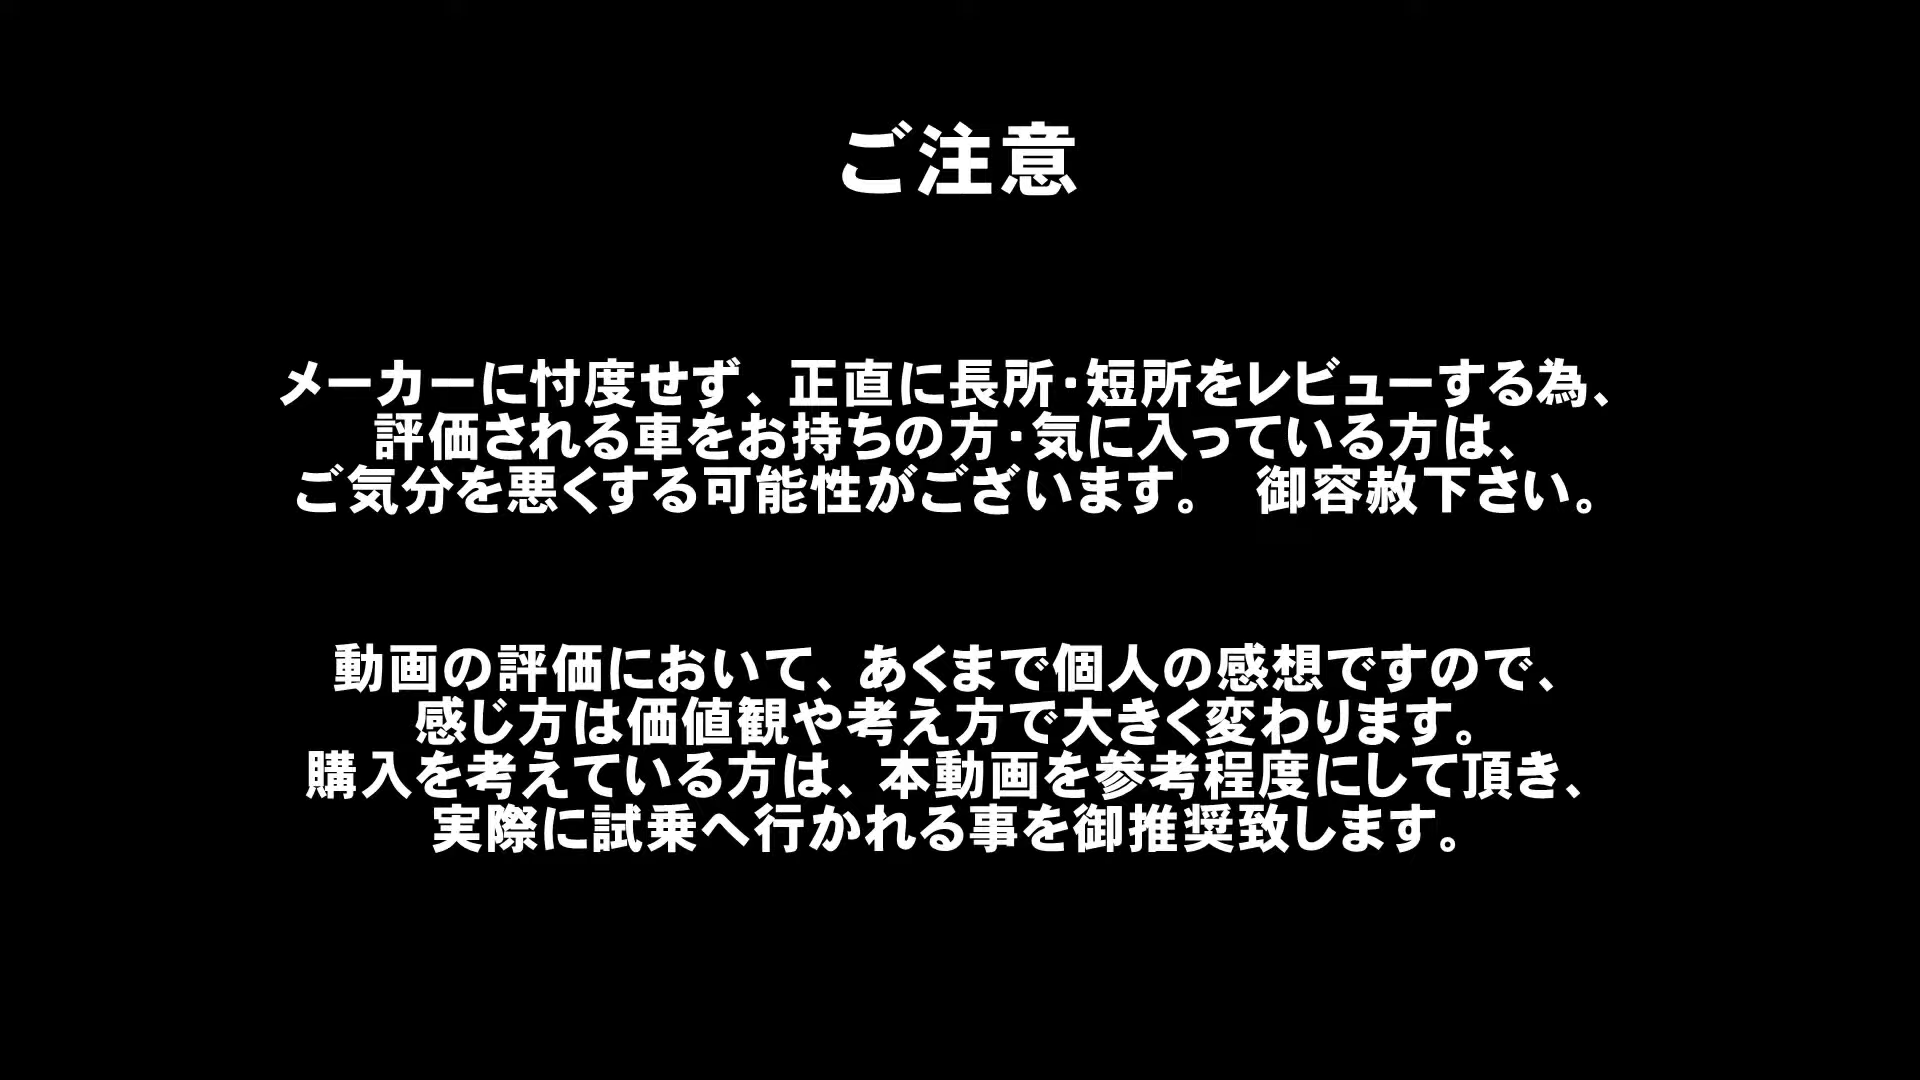 ご注意
メーカーに忖度せず、正直に長所・短所をレビューする為、
評価される車をお持ちの方・気に入っている方は、
ご気分を悪くする可能性がございます。　御容赦下さい。
動画の評価において、あくまで個人の感想ですので、
感じ方は価値観や考え方で大きく変わります。
購入を考えている方は、本動画を参考程度にして頂き、
実際に試乗へ行かれる事を御推奨致します。